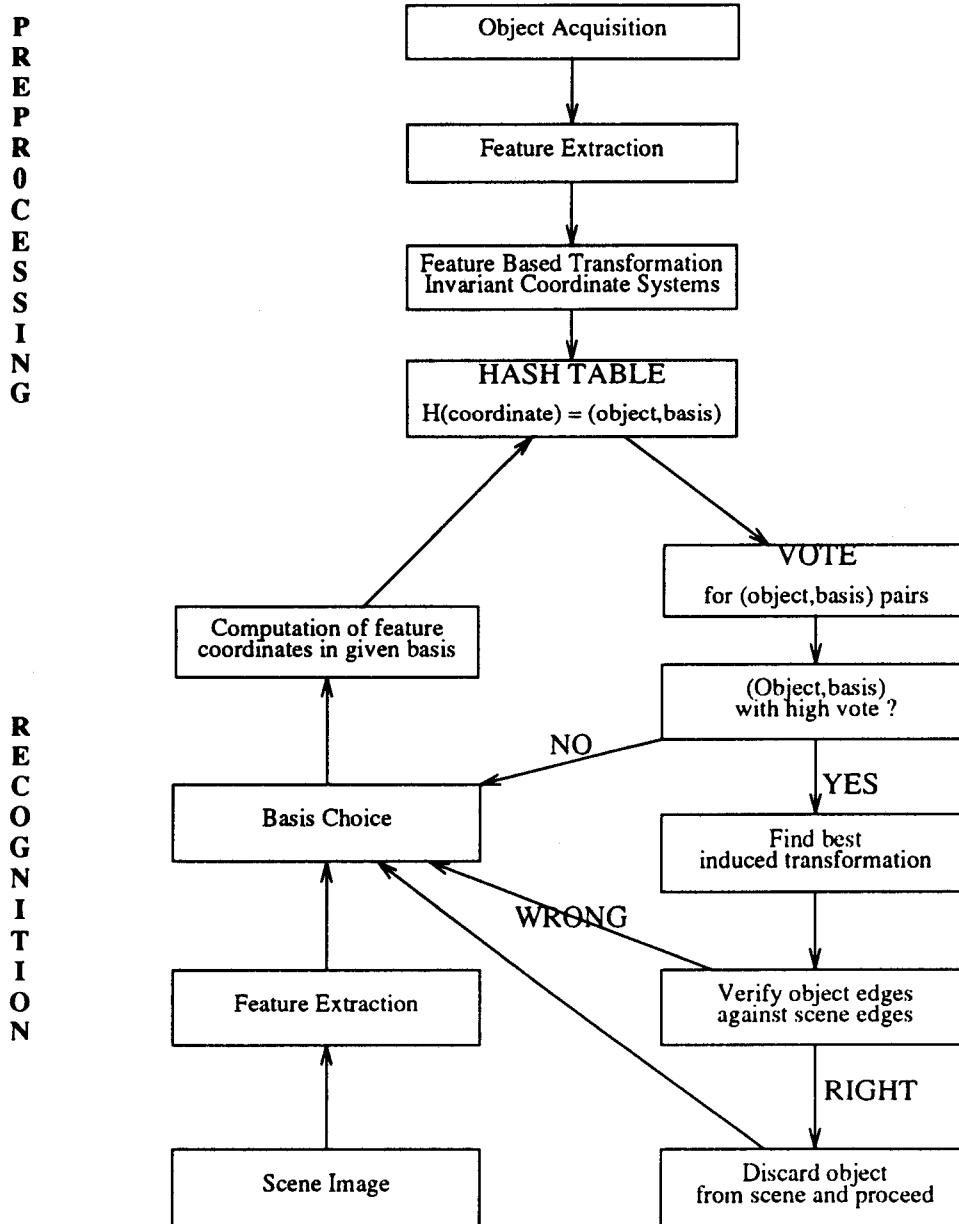 PREPR0CESSING
Object Acquisition
Feature Extraction
Feature Based Transformation
Invariant Coordinate Systems
HASH TABLE
H(coordinate) = (object,basis)
VOTE
for (object,basis) pairs
Computation of feature
coordinates in given basis
(Object,basis)
with high vote ?
RECOGNITION
NO
YES
Basis Choice
Find best
induced transformation
WRONG
Feature Extraction
Verify object edges
against scene edges
RIGHT
Scene Image
Discard object
from scene and proceed